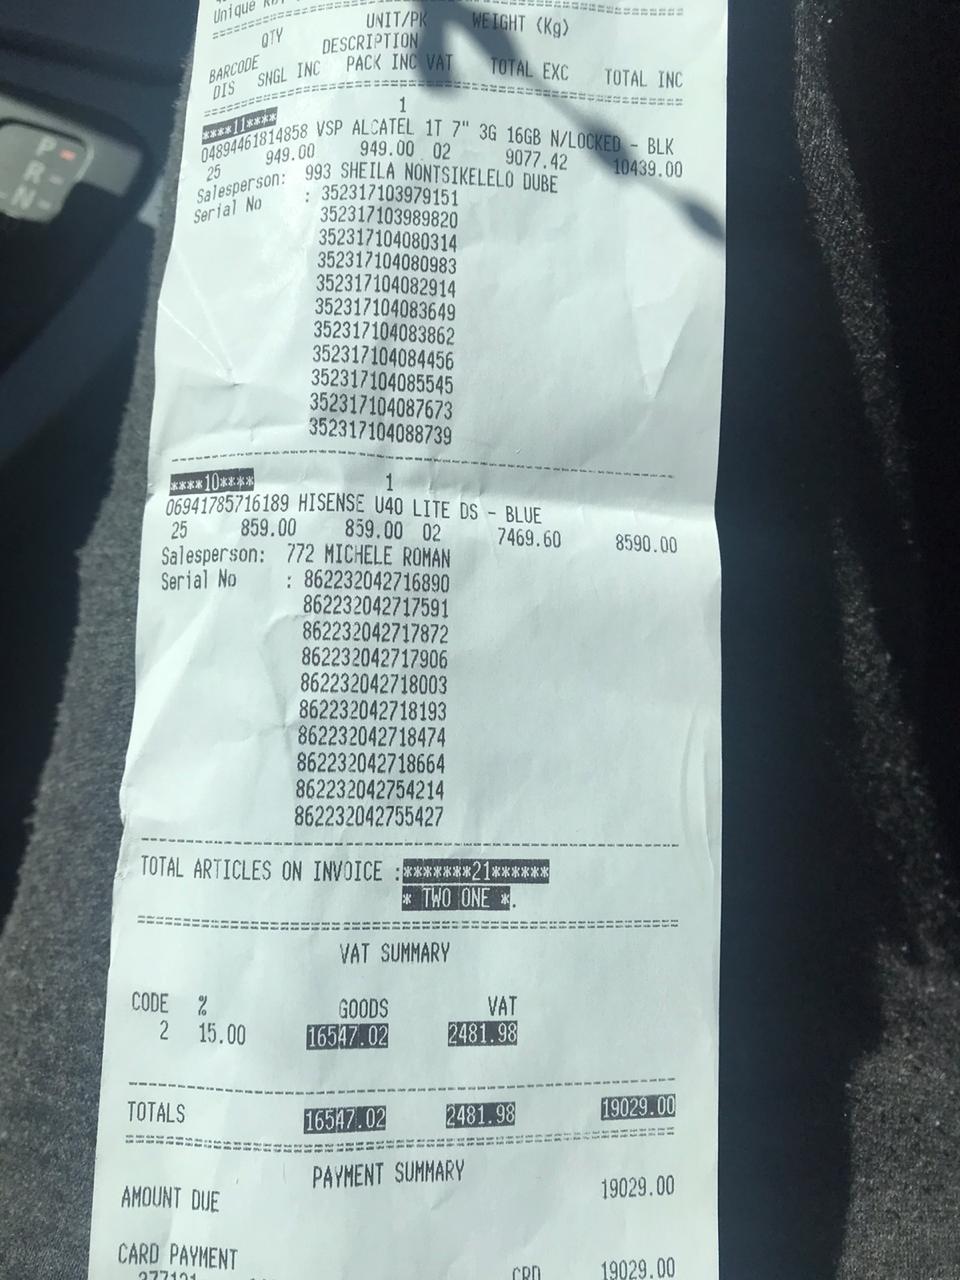 Unique
UNIT/PK WEIGHT (Kg)
QTY DESCRIPTION
BARCODE
DIS SNGL INC PACK INC VAT TOTAL EXC TOTAL INC
****11**** 1
04894461814858 VSP ALCATEL 1T 7" 3G 16GB N/LOCKED - BLK
25 949.00 949.00 02 9077.42 10439.00
Salesperson: 993 SHEILA NONTSIKELELO DUBE
Serial No : 352317103979151
352317103989820
352317104080314
352317104080983
352317104082914
352317104083649
352317104083862
352317104084456
352317104085545
352317104087673
352317104088739
****10**** 1
06941785716189 HISENSE U40 LITE DS - BLUE
25 859.00 859.00 02 7469.60 8590.00
Salesperson: 772 MICHELE ROMAN
Serial No : 862232042716890
862232042717591
862232042717872
862232042717906
862232042718003
862232042718193
862232042718474
862232042718664
862232042754214
862232042755427
TOTAL ARTICLES ON INVOICE :*******21******
* TWO ONE *.
VAT SUMMARY
CODE % GOODS VAT
2 15.00 16547.02 2481.98
TOTALS 16547.02 2481.98 19029.00
PAYMENT SUMMARY
AMOUNT DUE 19029.00
CARD PAYMENT
CRD 19029.00
P
R
N